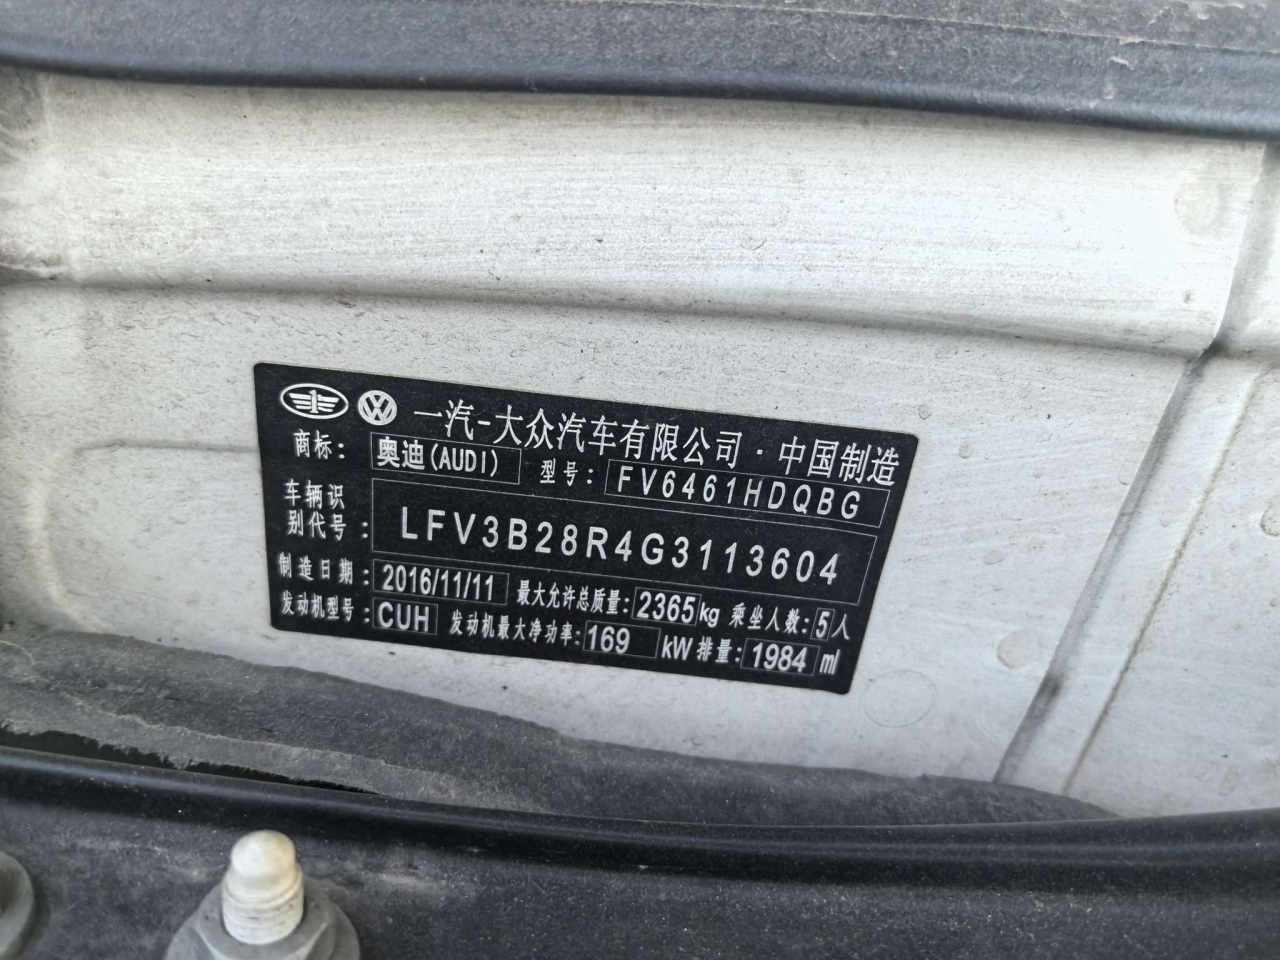 一汽-大众汽车有限公司·中国制造
商标：奥迪(AUDI) 型号：FV6461HDQBG
车辆识别代号：LFV3B28R4G3113604
制造日期：2016/11/11 最大允许总质量：2365kg 乘坐人数：5人
发动机型号：CUH 发动机最大净功率：169 kW 排量：1984 ml